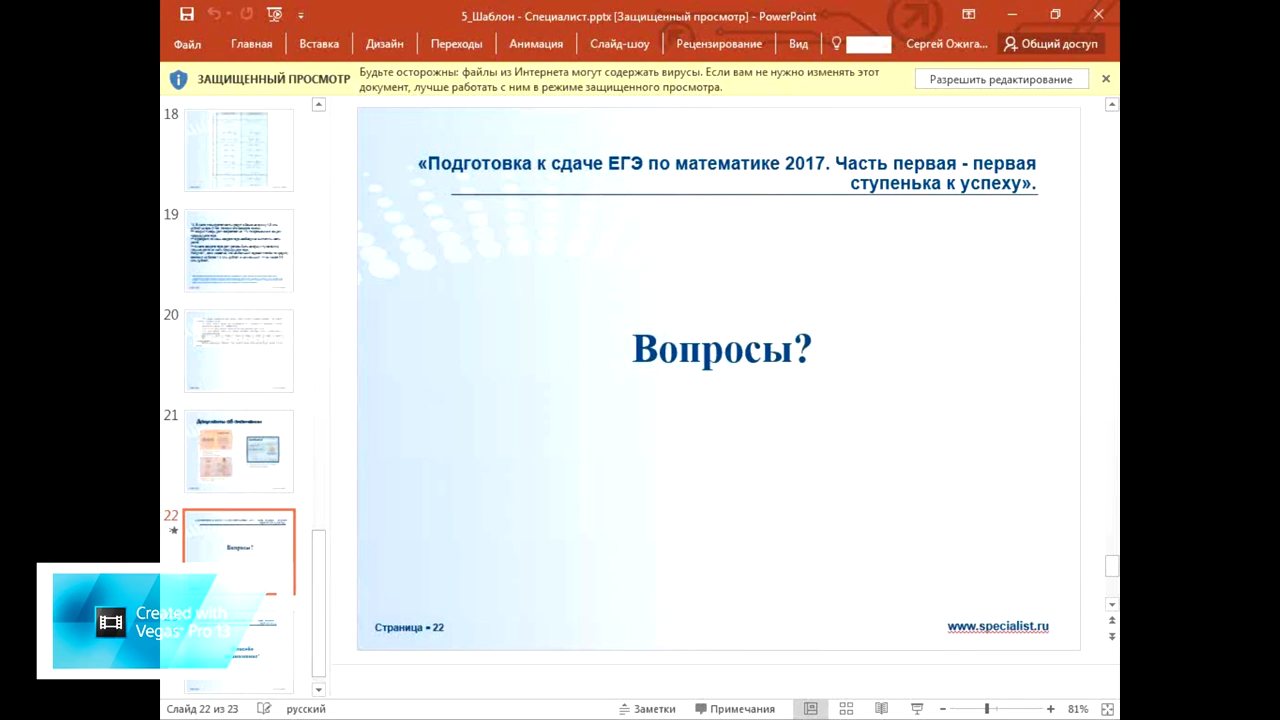 5_Шаблон - Специалист.pptx [Защищенный просмотр] - PowerPoint
Файл Главная Вставка Дизайн Переходы Анимация Слайд-шоу Рецензирование Вид Сергей Ожига... Общий доступ
ЗАЩИЩЕННЫЙ ПРОСМОТР
Будьте осторожны: файлы из Интернета могут содержать вирусы. Если вам не нужно изменять этот
документ, лучше работать с ним в режиме защищенного просмотра.
Разрешить редактирование
18
19
20
21
22
Вопросы?
«Подготовка к сдаче ЕГЭ по математике 2017. Часть первая - первая
ступенька к успеху».
Вопросы?
Страница ▪ 22
www.specialist.ru
Created with
Vegas Pro 13
Слайд 22 из 23 русский Заметки Примечания 81%